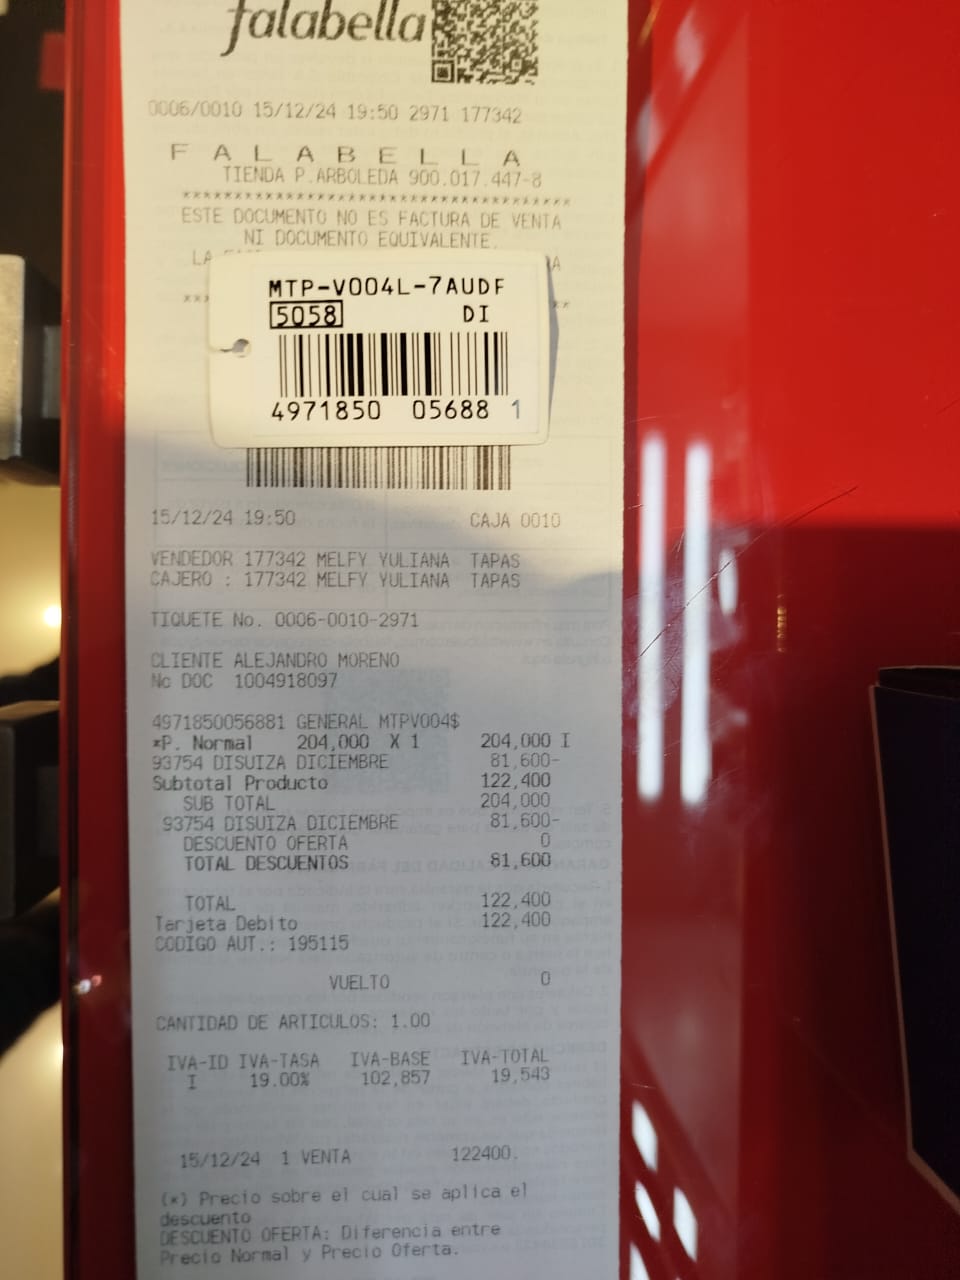 falabella
0006/0010 15/12/24 19:50 2971 177342
F A L A B E L L A
TIENDA P.ARBOLEDA 900.017.447-8
*************************************
ESTE DOCUMENTO NO ES FACTURA DE VENTA
NI DOCUMENTO EQUIVALENTE.
LA
MTP-V004L-7AUDF
5058 DI
4971850 05688 1
15/12/24 19:50 CAJA 0010
VENDEDOR 177342 MELFY YULIANA TAPAS
CAJERO : 177342 MELFY YULIANA TAPAS
TIQUETE No. 0006-0010-2971
CLIENTE ALEJANDRO MORENO
No DOC 1004918097
4971850056881 GENERAL MTPV004$
*P. Normal 204,000 X 1 204,000 I
93754 DISUIZA DICIEMBRE 81,600-
Subtotal Producto 122,400
SUB TOTAL 204,000
93754 DISUIZA DICIEMBRE 81,600-
DESCUENTO OFERTA 0
TOTAL DESCUENTOS 81,600
TOTAL 122,400
Tarjeta Debito 122,400
CODIGO AUT.: 195115
VUELTO 0
CANTIDAD DE ARTICULOS: 1.00
IVA-ID IVA-TASA IVA-BASE IVA-TOTAL
I 19.00% 102,857 19,543
15/12/24 1 VENTA 122400.
(*) Precio sobre el cual se aplica el
descuento
DESCUENTO OFERTA: Diferencia entre
Precio Normal y Precio Oferta.